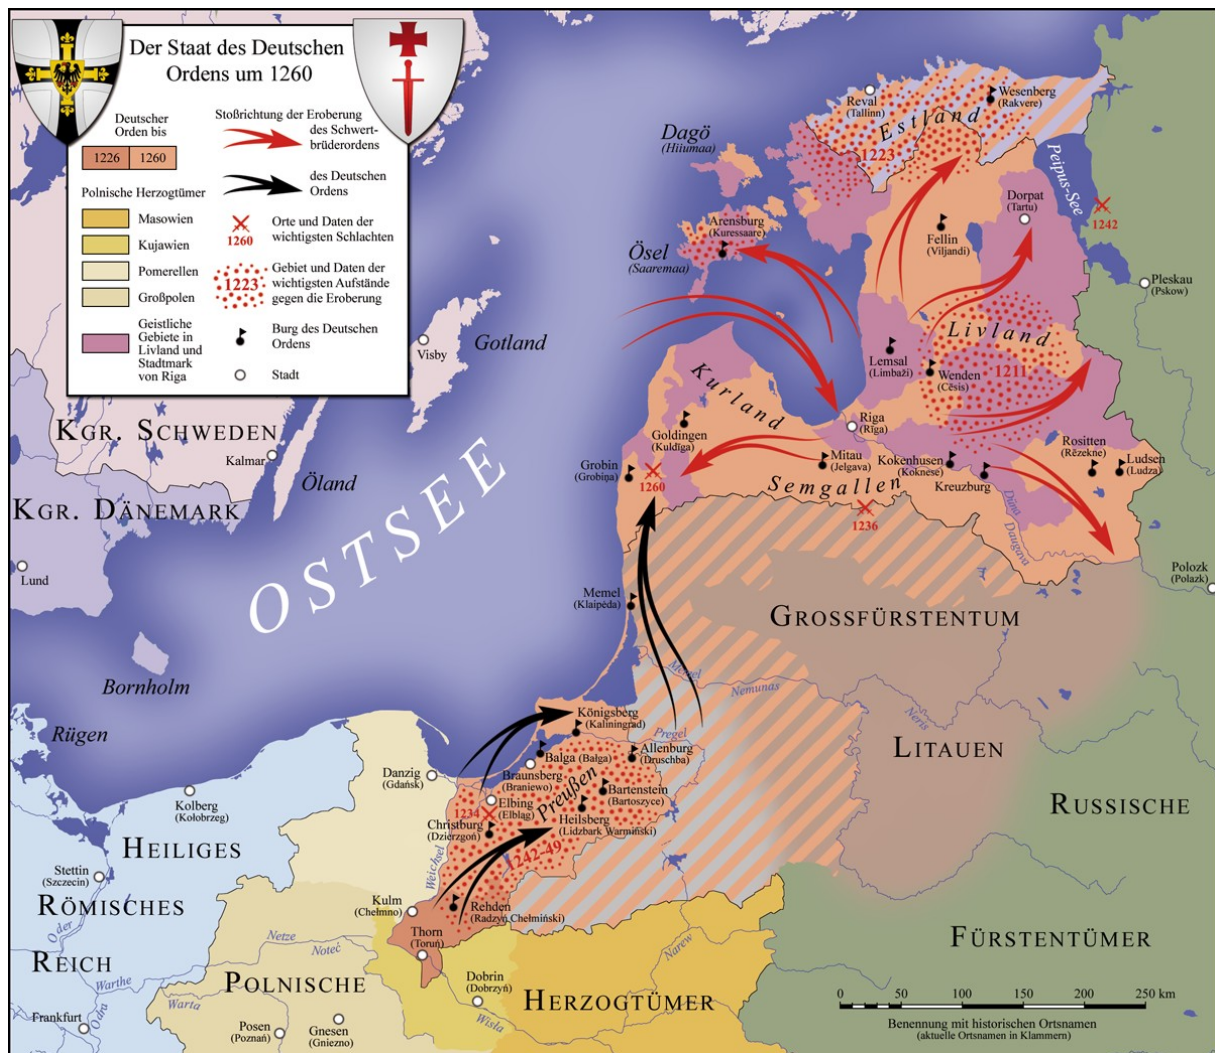 Der Staat des Deutschen
Ordens um 1260
Deutscher
Orden bis
1226
1260
Polnische Herzogtümer
Masowien
Kujawien
Pomerellen
Großpolen
Geistliche
Gebiete in
Livland und
Stadtmark
von Riga
Stoßrichtung der Eroberung
des Schwert-
brüderordens
des Deutschen
Ordens
1260
Orte und Daten der
wichtigsten Schlachten
1223
Gebiet und Daten der
wichtigsten Aufstände
gegen die Eroberung
Burg des Deutschen
Ordens
Stadt
Reval
(Tallinn)
Wesenberg
(Rakvere)
Estland
1223
Dagö
(Hiiumaa)
Peipus-See
Dorpat
(Tartu)
1242
Arensburg
(Kuressaare)
Fellin
(Viljandi)
Ösel
(Saaremaa)
Pleskau
(Pskow)
Livland
Gotland
Visby
Lemsal
(Limbaži)
Wenden
(Cēsis)
1211
Kurland
Riga
(Rīga)
Goldingen
(Kuldīga)
Mitau
(Jelgava)
Kokenhusen
(Koknese)
Kreuzburg
Rositten
(Rēzekne)
Ludsen
(Ludza)
Grobin
(Grobiņa)
1260
Semgallen
1236
Düna
Daugava
Polozk
(Polazk)
KGR. SCHWEDEN
Kalmar
Öland
KGR. DÄNEMARK
Lund
OSTSEE
Memel
(Klaipėda)
GROSSFÜRSTENTUM
LITAUEN
Memel
Nemunas
Neris
Bornholm
Rügen
Königsberg
(Kaliningrad)
Pregel
Balga (Bałga)
Allenburg
(Druschba)
Danzig
(Gdańsk)
Braunsberg
(Braniewo)
Preußen
Bartenstein
(Bartoszyce)
Elbing
(Elbląg)
1234
Christburg
(Dzierzgoń)
Heilsberg
(Lidzbark Warmiński)
1242-49
Kolberg
(Kołobrzeg)
RUSSISCHE
FÜRSTENTÜMER
HEILIGES
RÖMISCHES
REICH
Stettin
(Szczecin)
Oder
Odra
Weichsel
Kulm
(Chełmno)
Rehden
(Radzyń Chełmiński)
Thorn
(Toruń)
Netze
Noteć
Warthe
Warta
POLNISCHE
HERZOGTÜMER
Dobrin
(Dobrzyń)
Wisła
Narew
Frankfurt
Posen
(Poznań)
Gnesen
(Gniezno)
0 50 100 150 200 250 km
Benennung mit historischen Ortsnamen
(aktuelle Ortsnamen in Klammern)